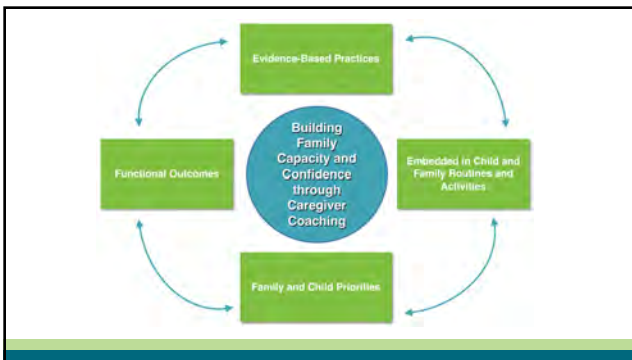 Evidence-Based Practices
Building
Family
Capacity and
Confidence
through
Caregiver
Coaching
Functional Outcomes
Embedded in Child and
Family Routines and
Activities
Family and Child Priorities